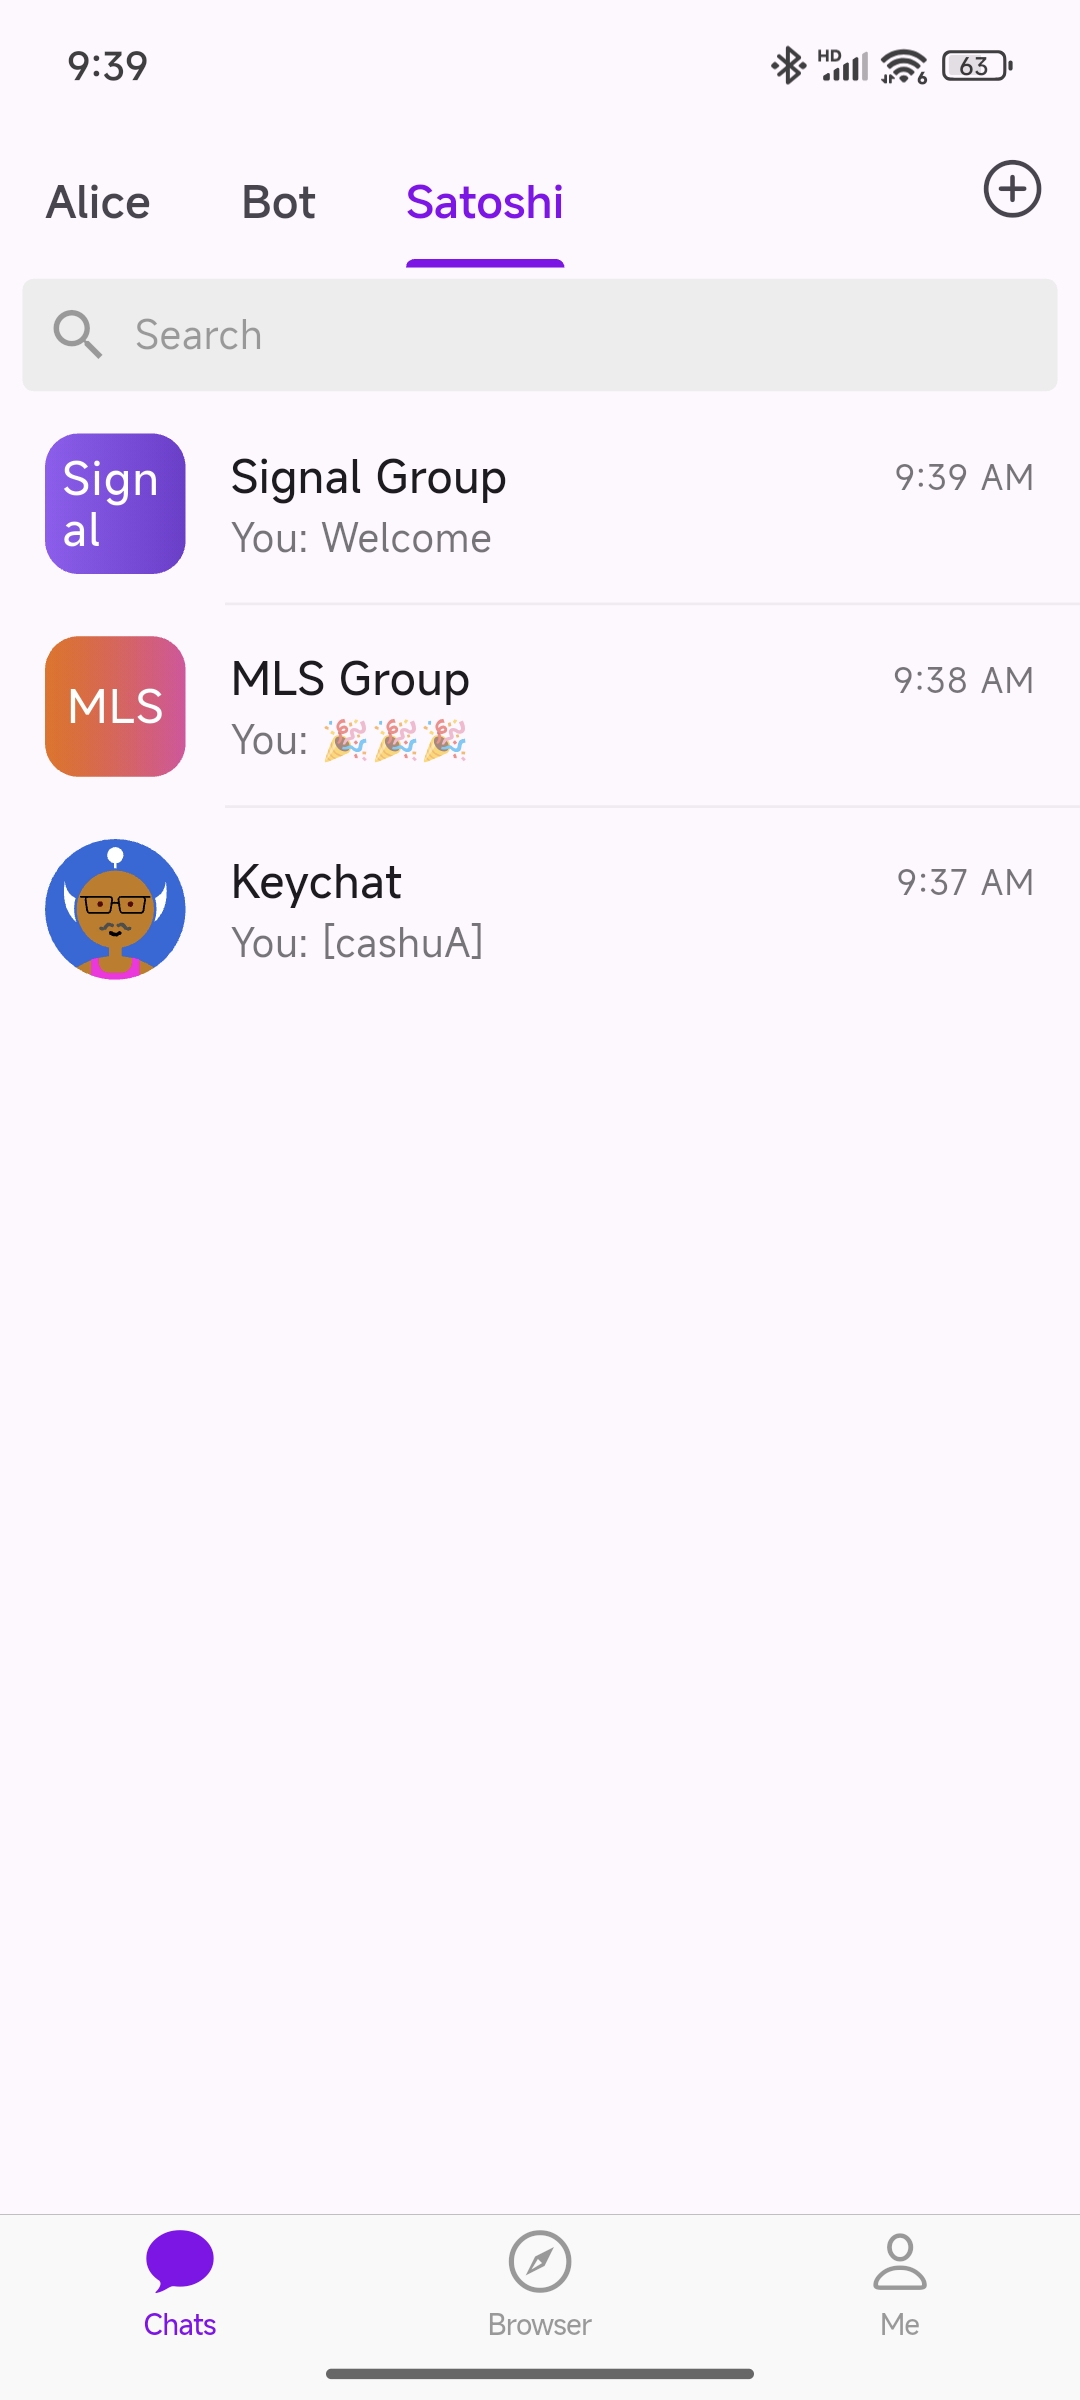 9:39
HD
6
63
Alice
Bot
Satoshi
Search
Sign
al
Signal Group
9:39 AM
You: Welcome
MLS
MLS Group
9:38 AM
You: 🎉🎉🎉
Keychat
9:37 AM
You: [cashuA]
Chats
Browser
Me